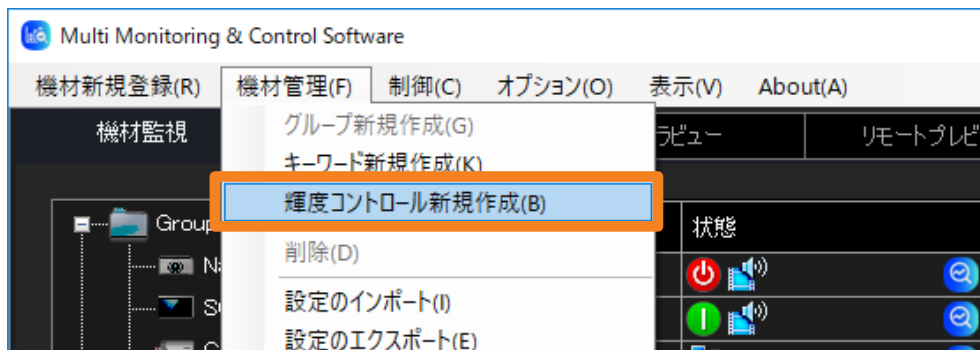 Multi Monitoring & Control Software
機材新規登録(R) 機材管理(F) 制御(C) オプション(O) 表示(V) About(A)
機材監視
グループ新規作成(G)
ラビュー
リモートプレビ
キーワード新規作成(K)
輝度コントロール新規作成(B)
Group
状態
削除(D)
設定のインポート(I)
設定のエクスポート(E)